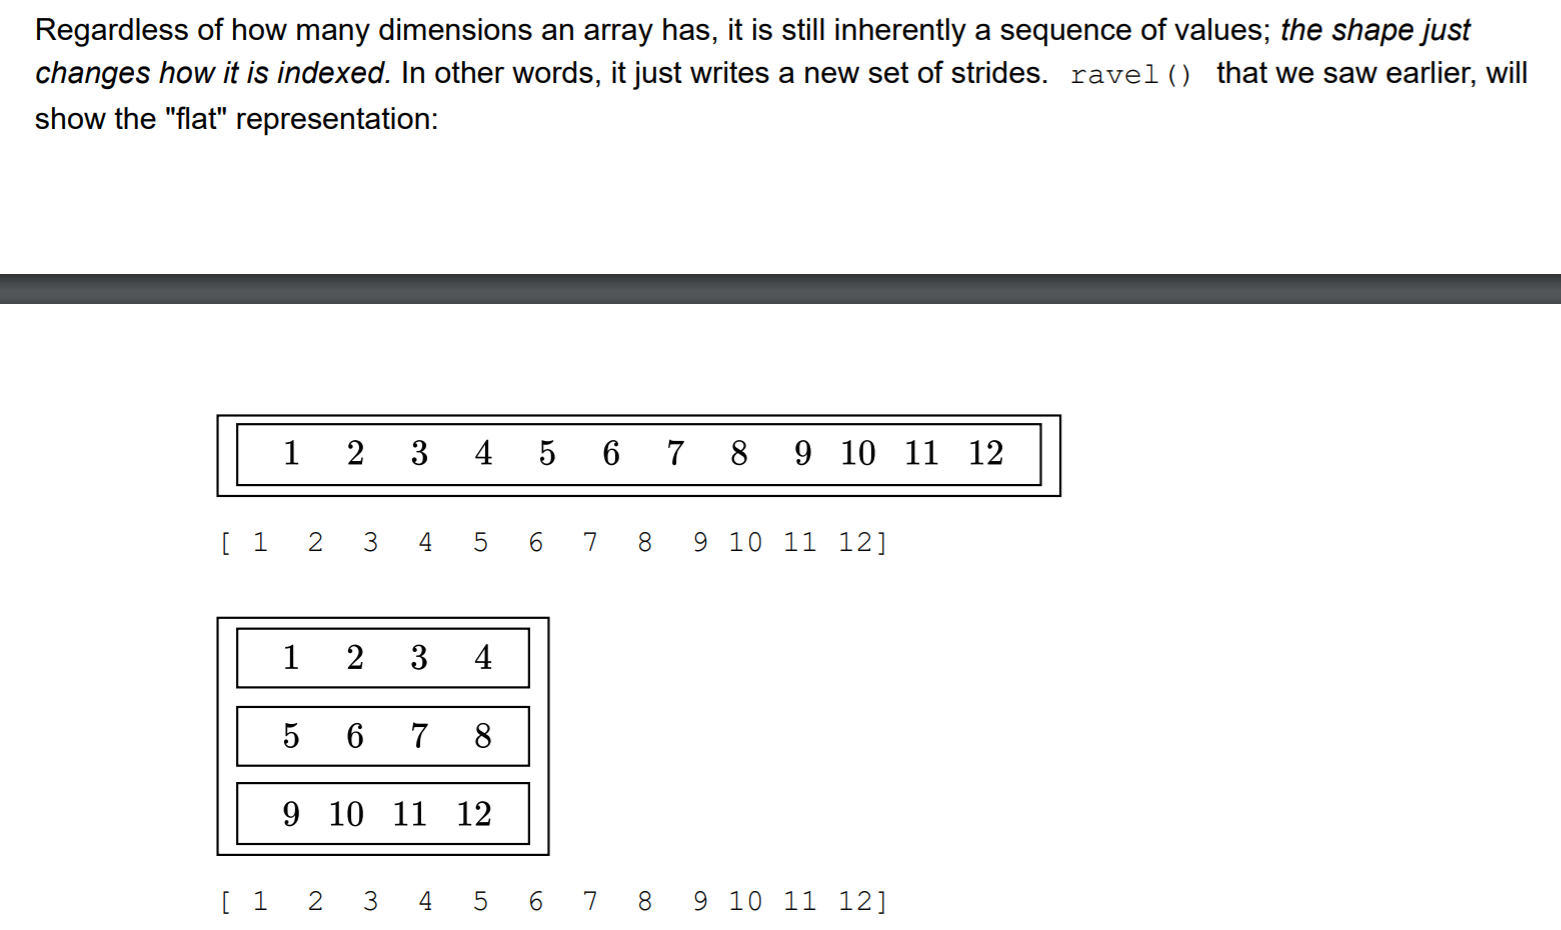 Regardless of how many dimensions an array has, it is still inherently a sequence of values; the shape just
changes how it is indexed. In other words, it just writes a new set of strides. ravel() that we saw earlier, will
show the "flat" representation:
1 2 3 4 5 6 7 8 9 10 11 12
[ 1 2 3 4 5 6 7 8 9 10 11 12]
1 2 3 4
5 6 7 8
9 10 11 12
[ 1 2 3 4 5 6 7 8 9 10 11 12]